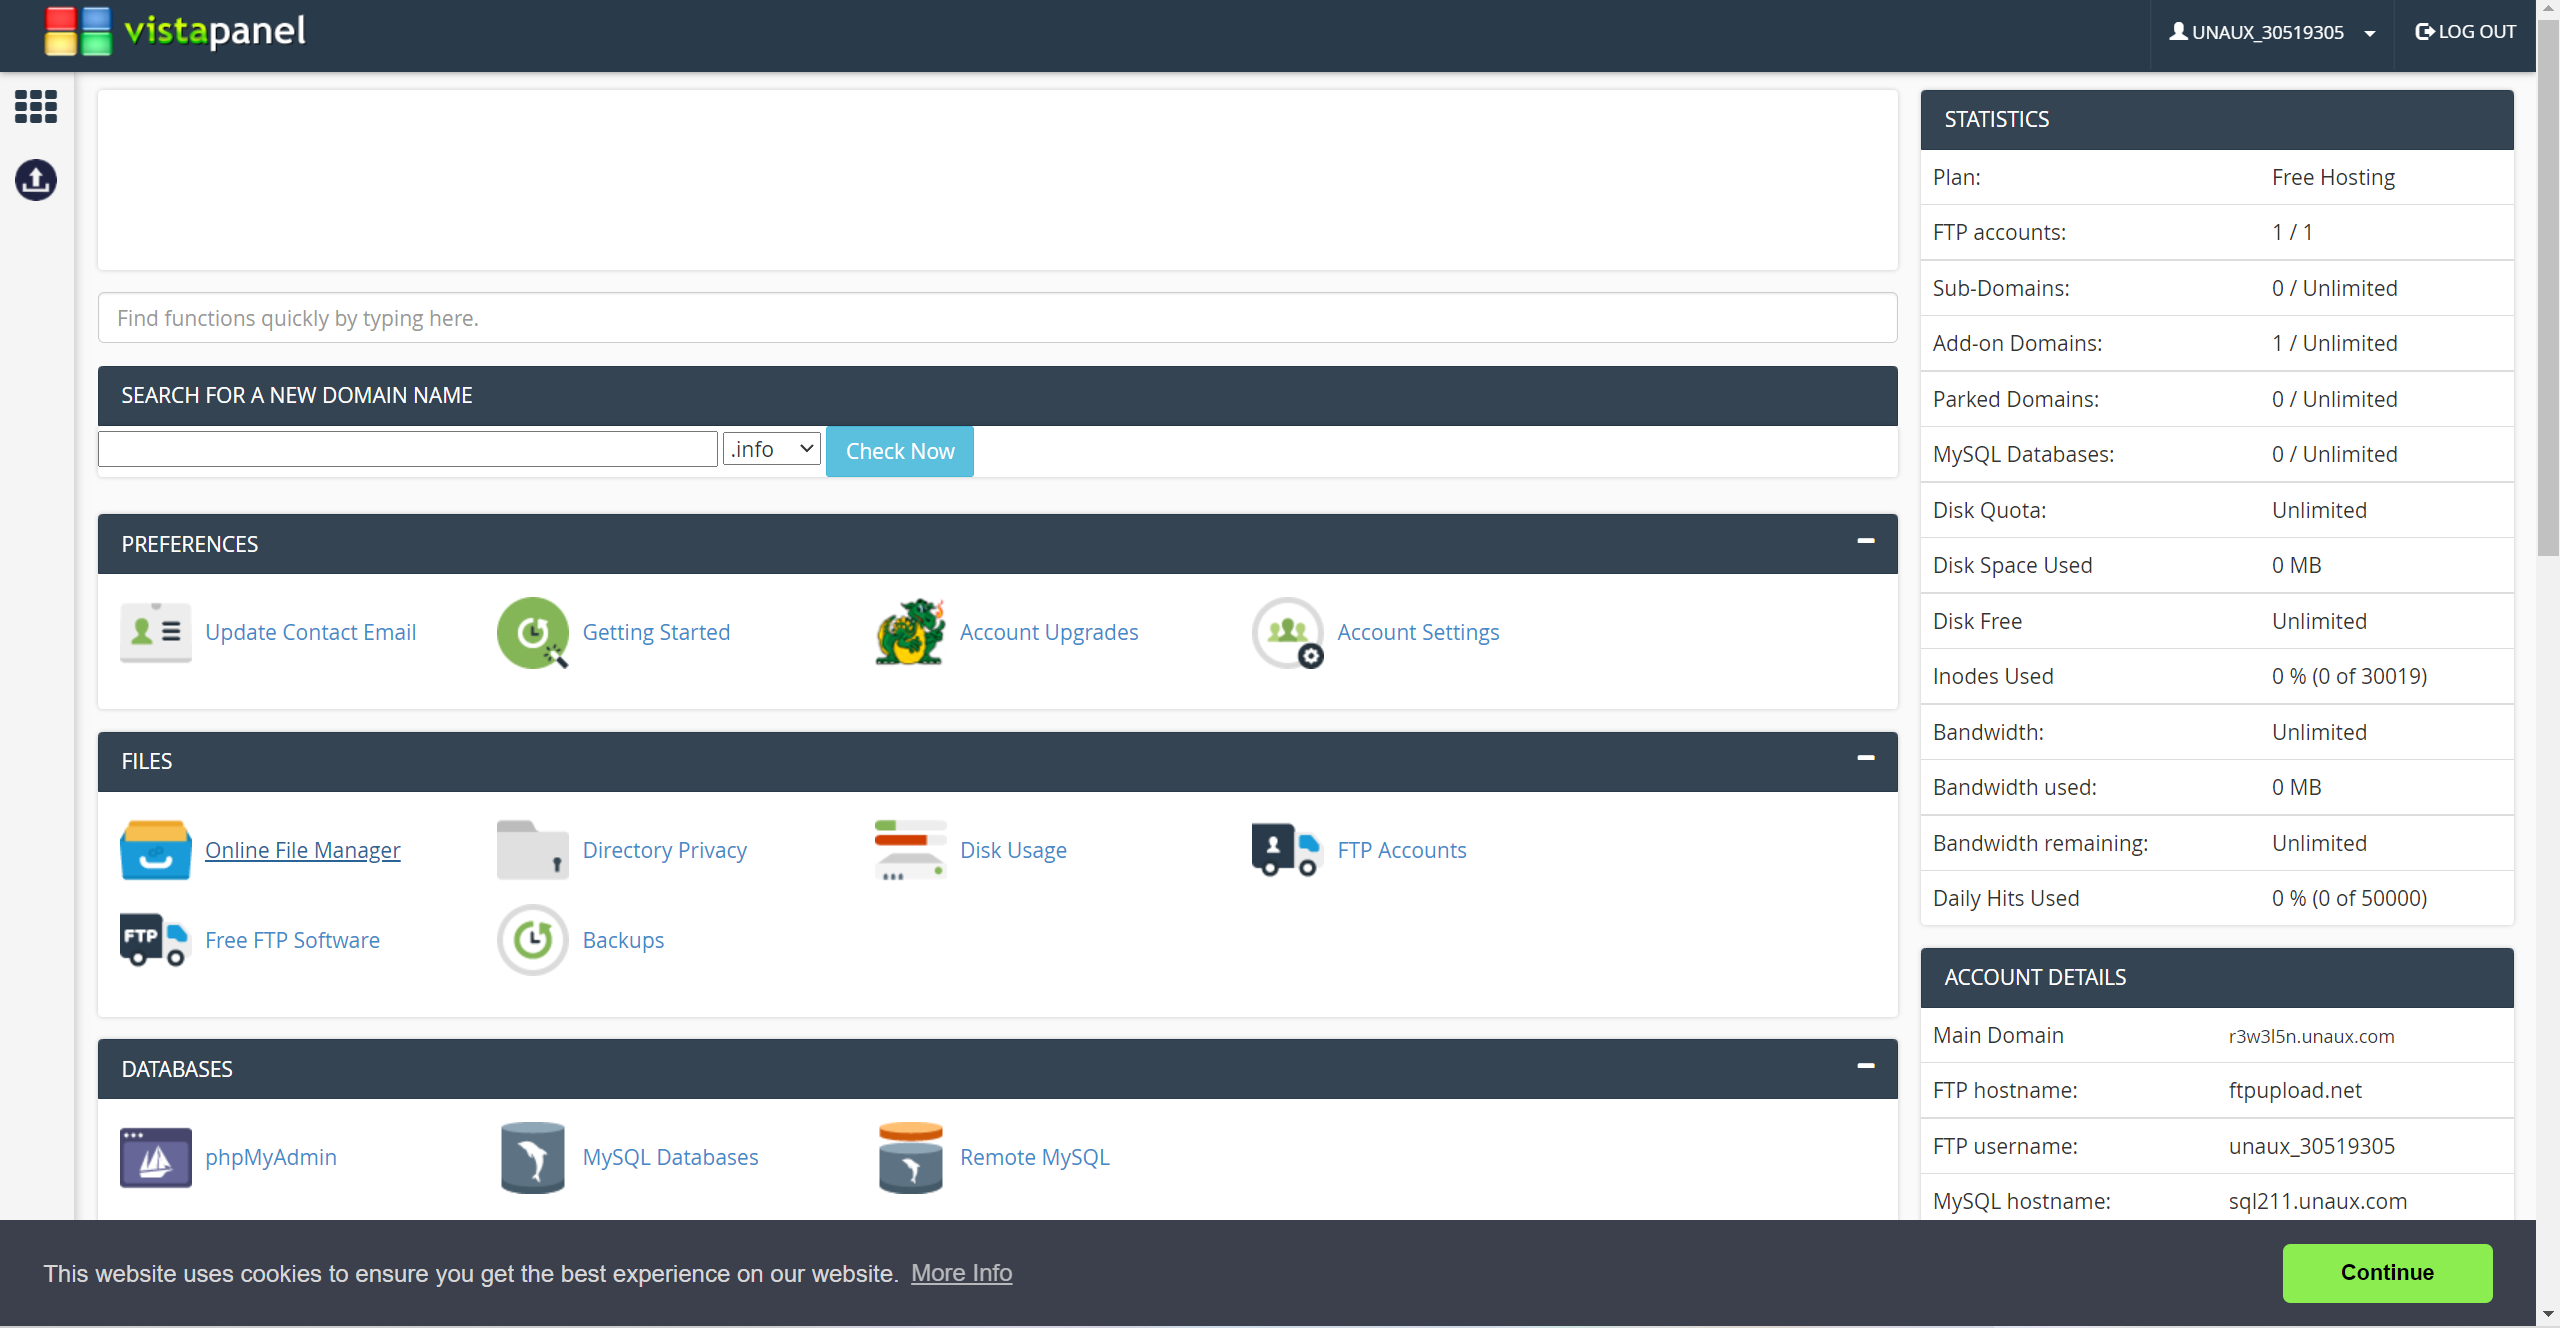 vistapanel
UNAUX_30519305
LOG OUT
Find functions quickly by typing here.
SEARCH FOR A NEW DOMAIN NAME
.info
Check Now
PREFERENCES
Update Contact Email
Getting Started
Account Upgrades
Account Settings
FILES
Online File Manager
Directory Privacy
Disk Usage
FTP Accounts
FTP
Free FTP Software
Backups
DATABASES
phpMyAdmin
MySQL Databases
Remote MySQL
STATISTICS
Plan: Free Hosting
FTP accounts: 1 / 1
Sub-Domains: 0 / Unlimited
Add-on Domains: 1 / Unlimited
Parked Domains: 0 / Unlimited
MySQL Databases: 0 / Unlimited
Disk Quota: Unlimited
Disk Space Used 0 MB
Disk Free Unlimited
Inodes Used 0 % (0 of 30019)
Bandwidth: Unlimited
Bandwidth used: 0 MB
Bandwidth remaining: Unlimited
Daily Hits Used 0 % (0 of 50000)
ACCOUNT DETAILS
Main Domain r3w3l5n.unaux.com
FTP hostname: ftpupload.net
FTP username: unaux_30519305
MySQL hostname: sql211.unaux.com
This website uses cookies to ensure you get the best experience on our website. More Info
Continue